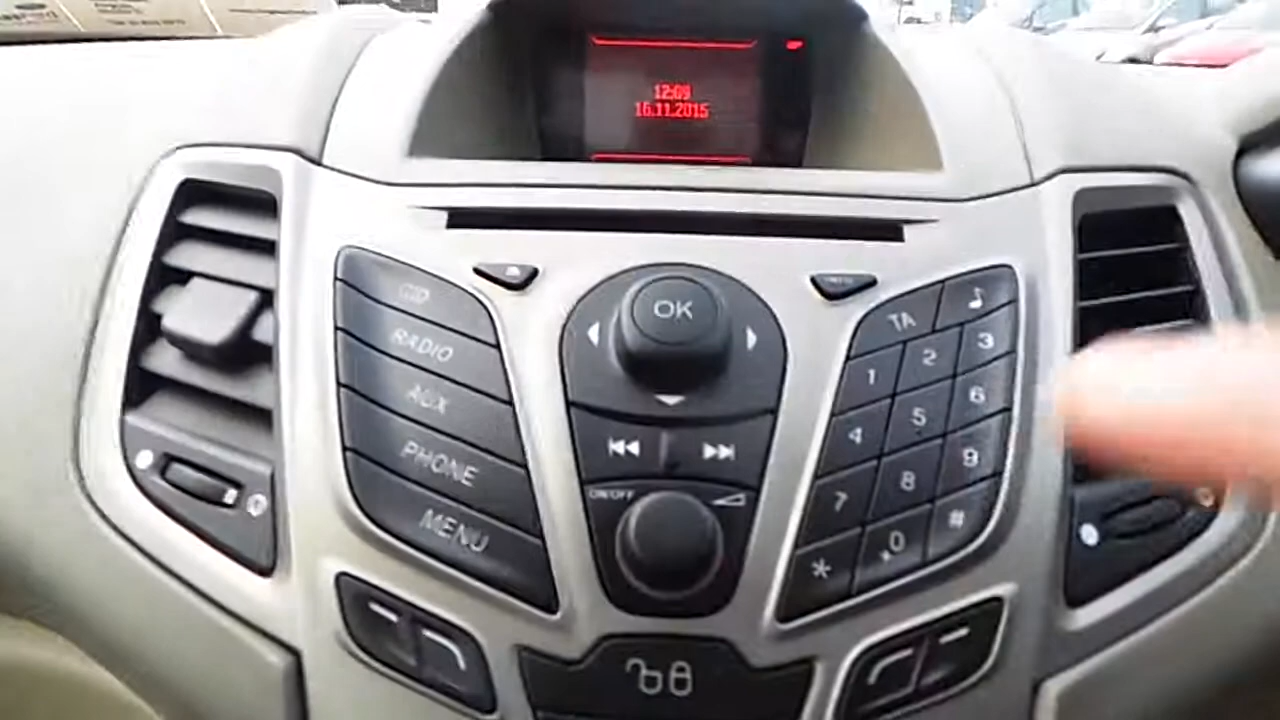 12:09
16.11.2015
CD
RADIO
AUX
PHONE
MENU
OK
ON/OFF
TA
1 2 3
4 5 6
7 8 9
* 0 #